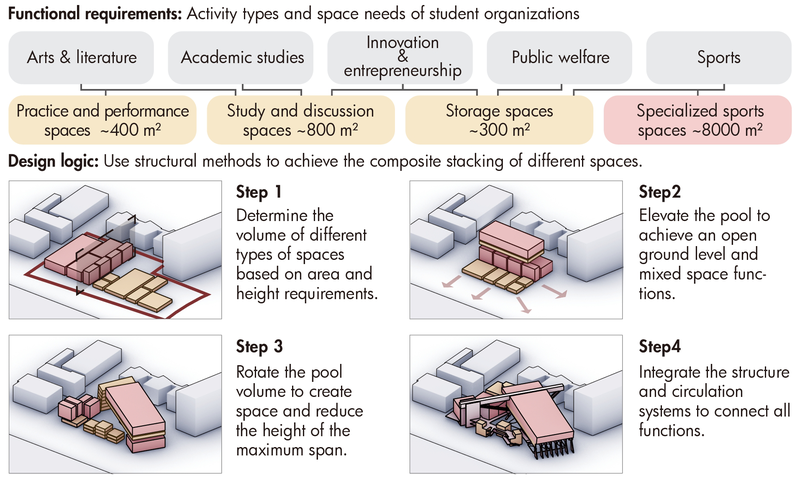 Functional requirements: Activity types and space needs of student organizations
Arts & literature
Academic studies
Innovation
&
entrepreneurship
Public welfare
Sports
Practice and performance
spaces ~400 m²
Study and discussion
spaces ~800 m²
Storage spaces
~300 m²
Specialized sports
spaces ~8000 m²
Design logic: Use structural methods to achieve the composite stacking of different spaces.
Step 1
Determine the
volume of different
types of spaces
based on area and
height requirements.
Step2
Elevate the pool to
achieve an open
ground level and
mixed space func-
tions.
Step 3
Rotate the pool
volume to create
space and reduce
the height of the
maximum span.
Step4
Integrate the structure
and circulation
systems to connect all
functions.